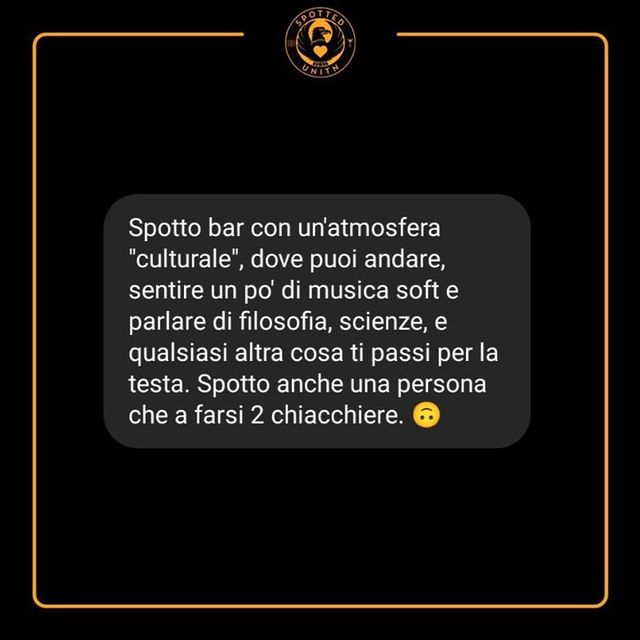 SPOTTED
UNITN
Spotto bar con un'atmosfera
"culturale", dove puoi andare,
sentire un po' di musica soft e
parlare di filosofia, scienze, e
qualsiasi altra cosa ti passi per la
testa. Spotto anche una persona
che a farsi 2 chiacchiere. 🙃